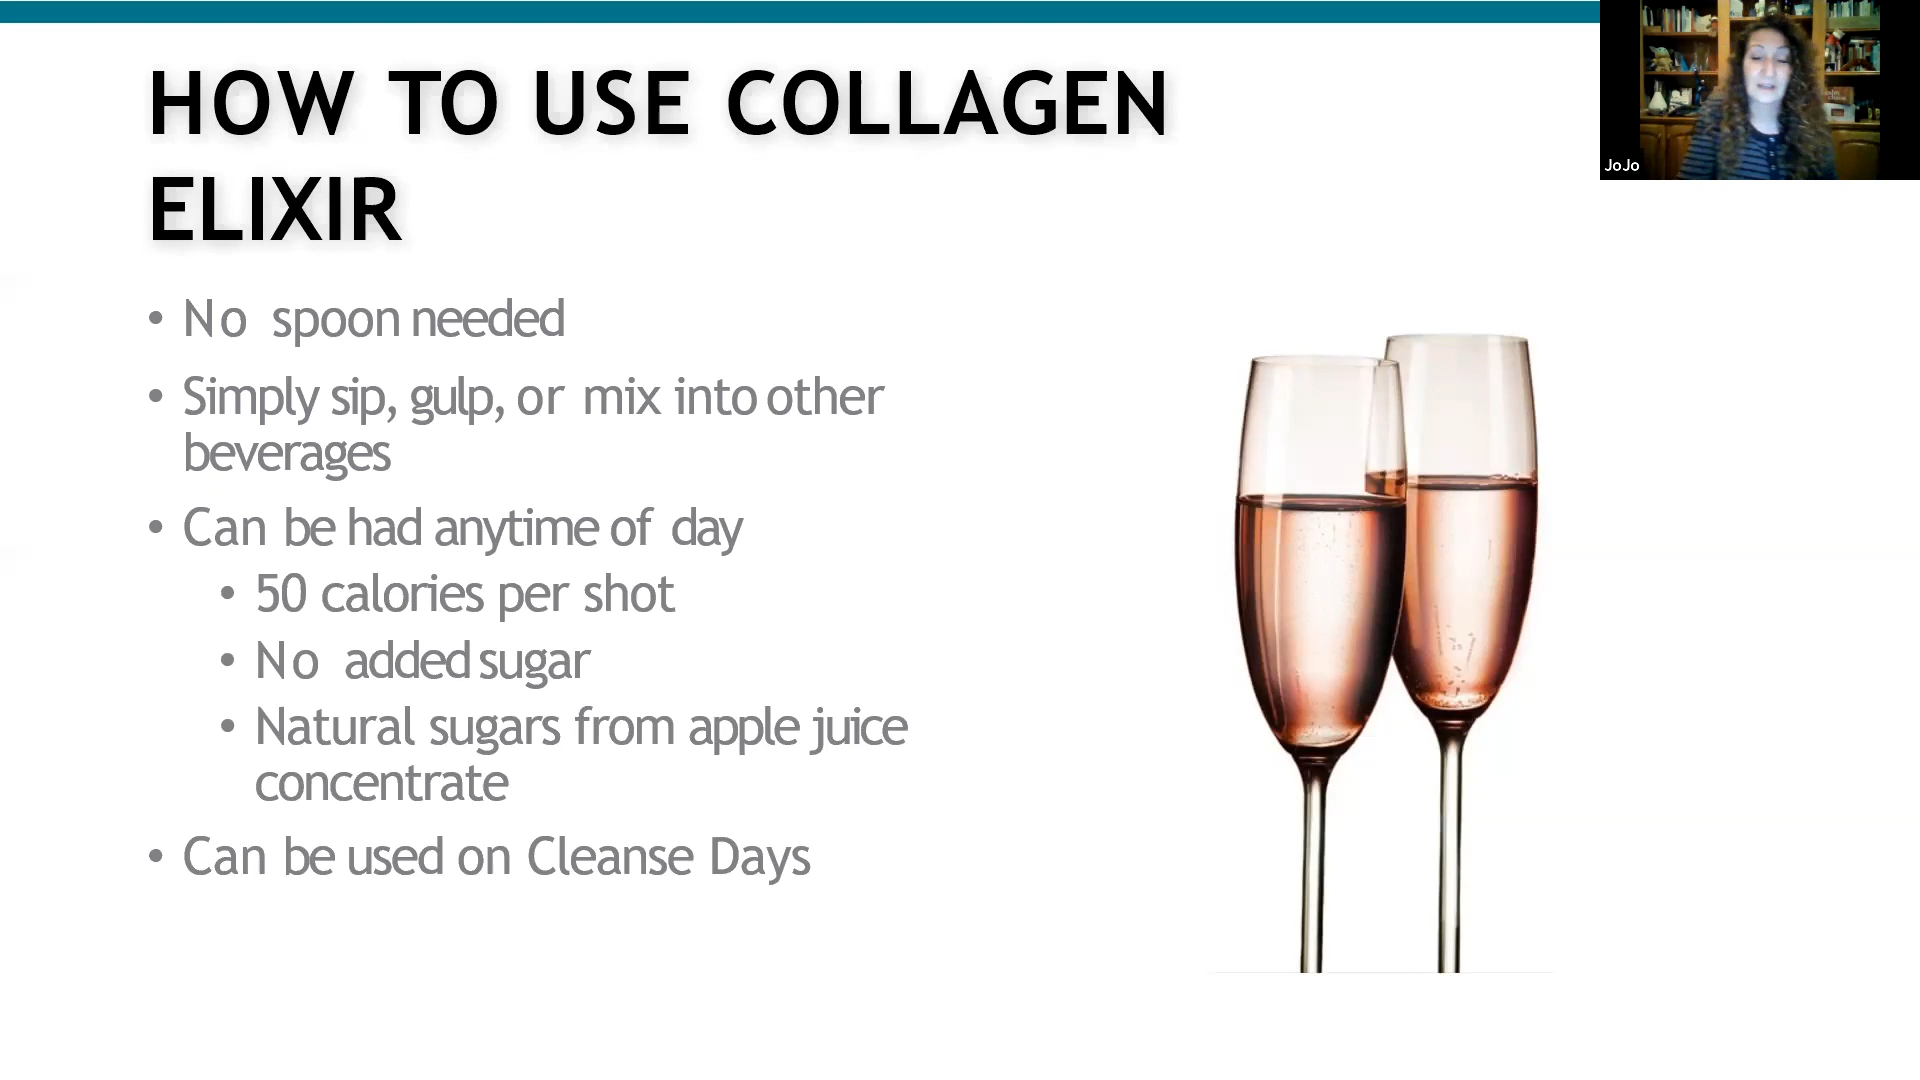 HOW TO USE COLLAGEN
ELIXIR
JoJo
• No spoon needed
• Simply sip, gulp, or mix into other
beverages
• Can be had anytime of day
• 50 calories per shot
• No added sugar
• Natural sugars from apple juice
concentrate
• Can be used on Cleanse Days